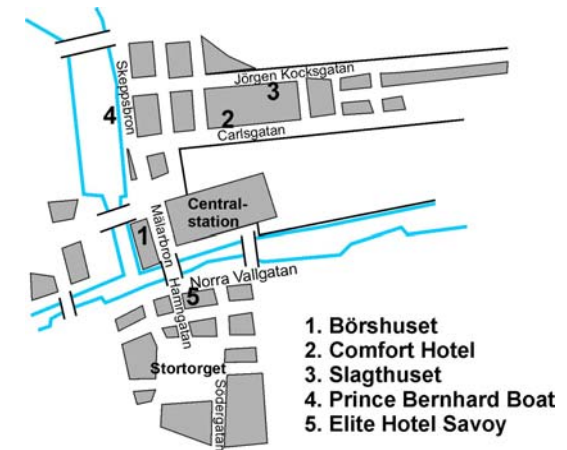 Jörgen Kocksgatan
Skeppsbron
3
4
2
Carlsgatan
Central-
station
Mälarbron
1
Norra Vallgatan
Hamngatan
5
Stortorget
Södergatan
1. Börshuset
2. Comfort Hotel
3. Slagthuset
4. Prince Bernhard Boat
5. Elite Hotel Savoy